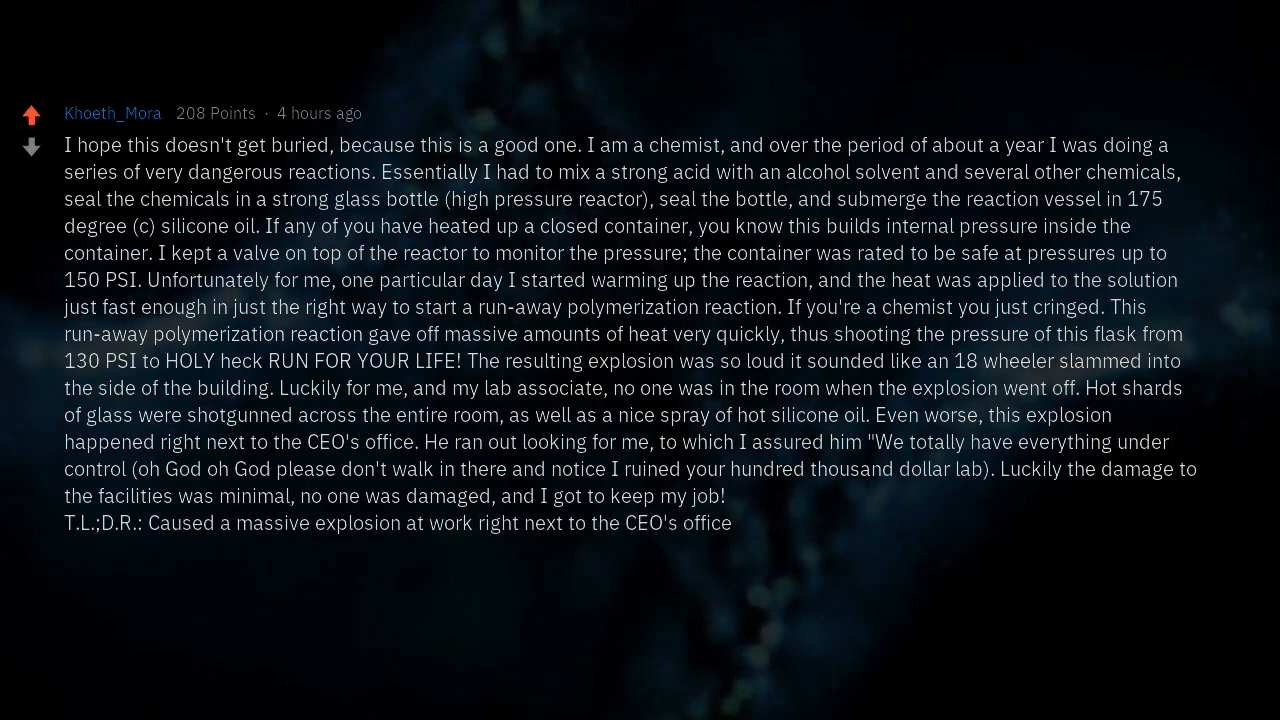 Khoeth_Mora 208 Points · 4 hours ago
I hope this doesn't get buried, because this is a good one. I am a chemist, and over the period of about a year I was doing a
series of very dangerous reactions. Essentially I had to mix a strong acid with an alcohol solvent and several other chemicals,
seal the chemicals in a strong glass bottle (high pressure reactor), seal the bottle, and submerge the reaction vessel in 175
degree (c) silicone oil. If any of you have heated up a closed container, you know this builds internal pressure inside the
container. I kept a valve on top of the reactor to monitor the pressure; the container was rated to be safe at pressures up to
150 PSI. Unfortunately for me, one particular day I started warming up the reaction, and the heat was applied to the solution
just fast enough in just the right way to start a run-away polymerization reaction. If you're a chemist you just cringed. This
run-away polymerization reaction gave off massive amounts of heat very quickly, thus shooting the pressure of this flask from
130 PSI to HOLY heck RUN FOR YOUR LIFE! The resulting explosion was so loud it sounded like an 18 wheeler slammed into
the side of the building. Luckily for me, and my lab associate, no one was in the room when the explosion went off. Hot shards
of glass were shotgunned across the entire room, as well as a nice spray of hot silicone oil. Even worse, this explosion
happened right next to the CEO's office. He ran out looking for me, to which I assured him "We totally have everything under
control (oh God oh God please don't walk in there and notice I ruined your hundred thousand dollar lab). Luckily the damage to
the facilities was minimal, no one was damaged, and I got to keep my job!
T.L.;D.R.: Caused a massive explosion at work right next to the CEO's office